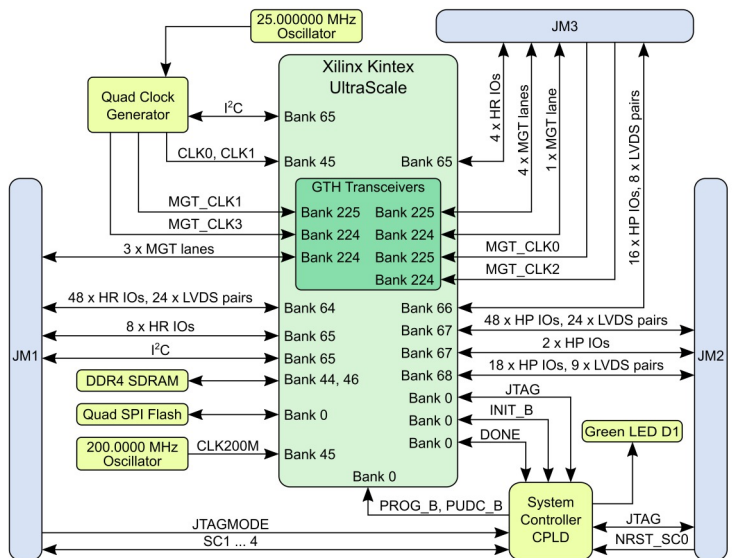 25.000000 MHz
Oscillator
JM3
Xilinx Kintex
UltraScale
Quad Clock
Generator
I²C
Bank 65
4 x HR IOs
4 x MGT lanes
1 x MGT lane
16 x HP IOs, 8 x LVDS pairs
CLK0, CLK1
Bank 45
Bank 65
GTH Transceivers
MGT_CLK1
Bank 225
Bank 225
MGT_CLK3
Bank 224
Bank 224
3 x MGT lanes
Bank 224
Bank 225
MGT_CLK0
Bank 224
MGT_CLK2
48 x HR IOs, 24 x LVDS pairs
Bank 64
Bank 66
8 x HR IOs
Bank 65
Bank 67
48 x HP IOs, 24 x LVDS pairs
JM1
I²C
Bank 65
Bank 67
2 x HP IOs
JM2
DDR4 SDRAM
Bank 44, 46
Bank 68
18 x HP IOs, 9 x LVDS pairs
Bank 0
JTAG
Quad SPI Flash
Bank 0
Bank 0
INIT_B
200.0000 MHz
Oscillator
CLK200M
Bank 45
Bank 0
DONE
Green LED D1
Bank 0
PROG_B, PUDC_B
System
Controller
CPLD
JTAGMODE
JTAG
SC1 ... 4
NRST_SC0